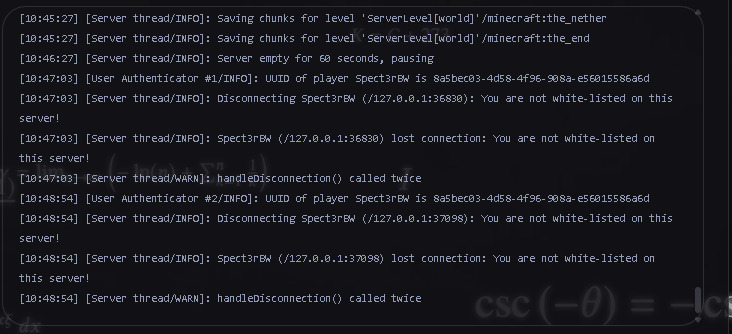 [10:45:27] [Server thread/INFO]: Saving chunks for level 'ServerLevel[world]'/minecraft:the_nether
[10:45:27] [Server thread/INFO]: Saving chunks for level 'ServerLevel[world]'/minecraft:the_end
[10:46:27] [Server thread/INFO]: Server empty for 60 seconds, pausing
[10:47:03] [User Authenticator #1/INFO]: UUID of player Spect3rBW is 8a5bec03-4d58-4f96-908a-e56015586a6d
[10:47:03] [Server thread/INFO]: Disconnecting Spect3rBW (/127.0.0.1:36830): You are not white-listed on this
server!
[10:47:03] [Server thread/INFO]: Spect3rBW (/127.0.0.1:36830) lost connection: You are not white-listed on
this server!
[10:47:03] [Server thread/WARN]: handleDisconnection() called twice
[10:48:54] [User Authenticator #2/INFO]: UUID of player Spect3rBW is 8a5bec03-4d58-4f96-908a-e56015586a6d
[10:48:54] [Server thread/INFO]: Disconnecting Spect3rBW (/127.0.0.1:37098): You are not white-listed on this
server!
[10:48:54] [Server thread/INFO]: Spect3rBW (/127.0.0.1:37098) lost connection: You are not white-listed on
this server!
[10:48:54] [Server thread/WARN]: handleDisconnection() called twice
csc (−θ) = −cs
dx